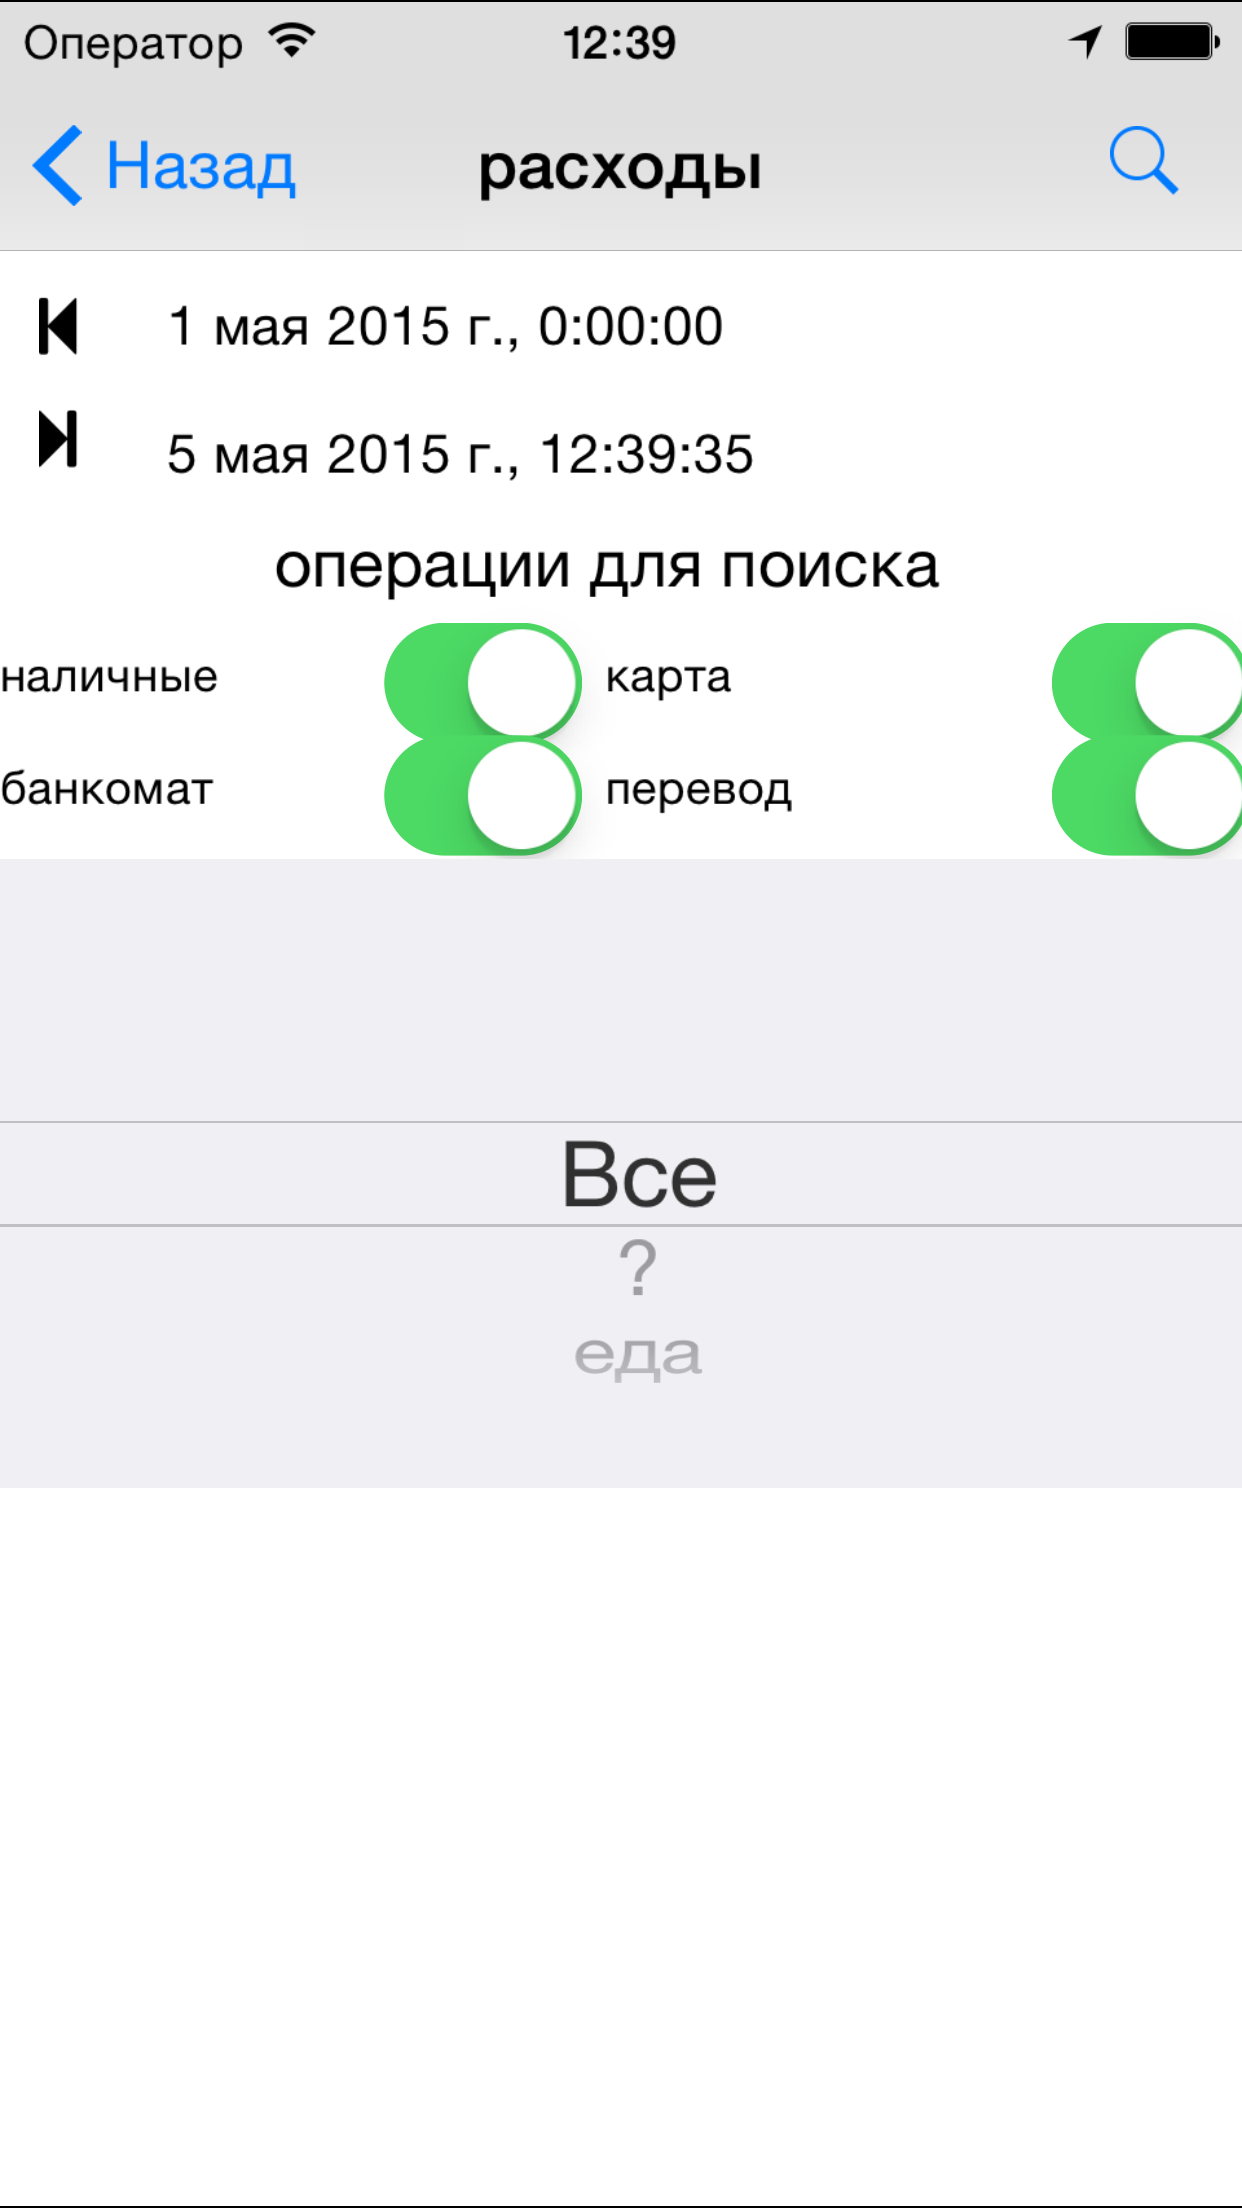 Оператор 12:39
Назад расходы
1 мая 2015 г., 0:00:00
5 мая 2015 г., 12:39:35
операции для поиска
наличные карта
банкомат перевод
Все
?
еда